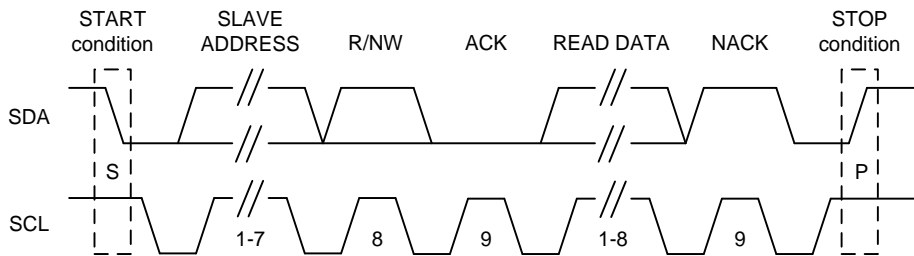 START condition
SLAVE ADDRESS
R/NW
ACK
READ DATA
NACK
STOP condition
SDA
S
P
SCL
1-7
8
9
1-8
9